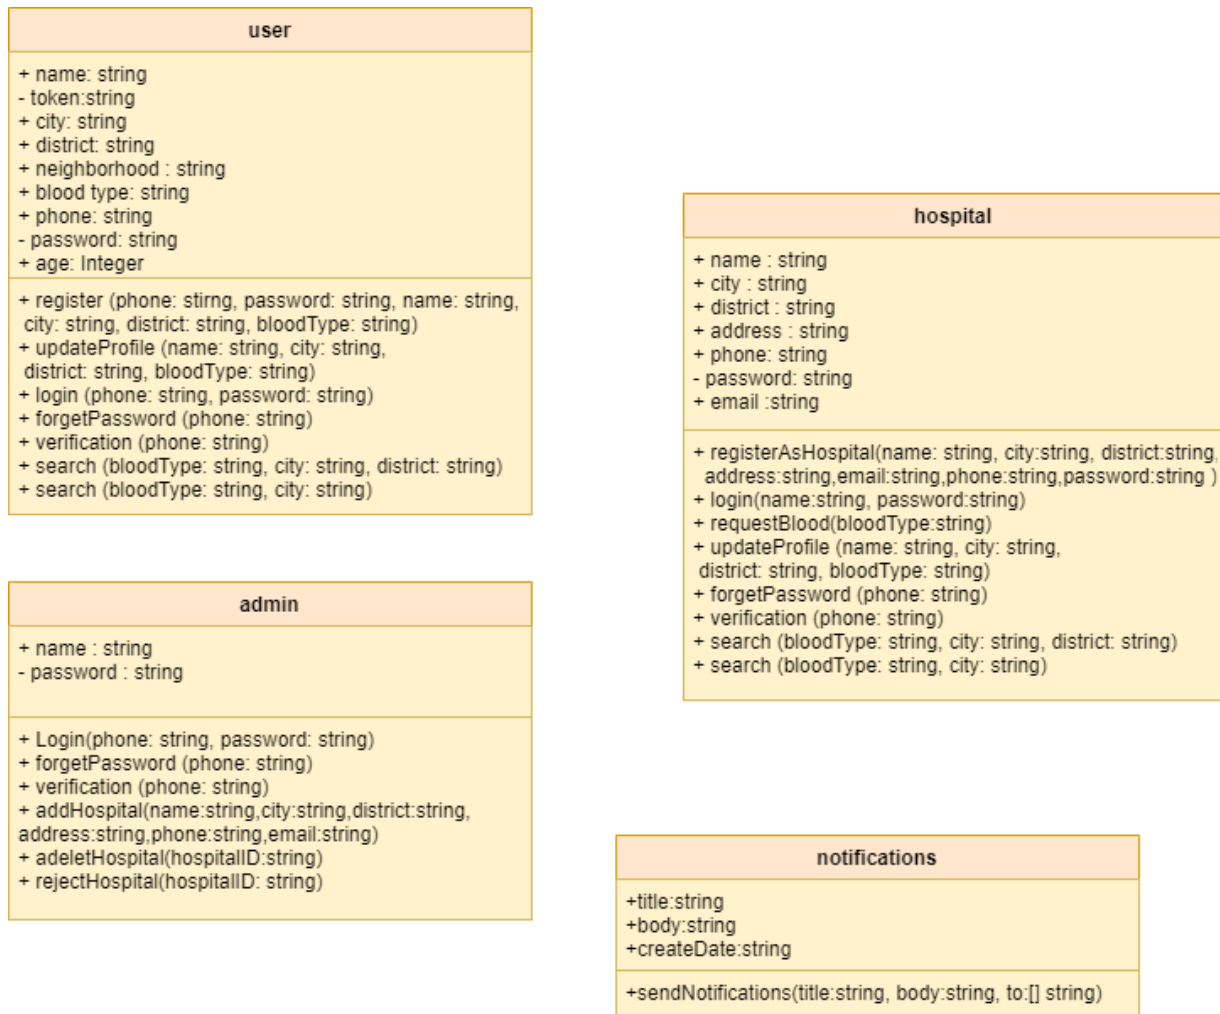 user
+ name: string
- token:string
+ city: string
+ district: string
+ neighborhood : string
+ blood type: string
+ phone: string
- password: string
+ age: Integer
+ register (phone: stirng, password: string, name: string,
city: string, district: string, bloodType: string)
+ updateProfile (name: string, city: string,
district: string, bloodType: string)
+ login (phone: string, password: string)
+ forgetPassword (phone: string)
+ verification (phone: string)
+ search (bloodType: string, city: string, district: string)
+ search (bloodType: string, city: string)
hospital
+ name : string
+ city : string
+ district : string
+ address : string
+ phone: string
- password: string
+ email :string
+ registerAsHospital(name: string, city:string, district:string,
address:string,email:string,phone:string,password:string )
+ login(name:string, password:string)
+ requestBlood(bloodType:string)
+ updateProfile (name: string, city: string,
district: string, bloodType: string)
+ forgetPassword (phone: string)
+ verification (phone: string)
+ search (bloodType: string, city: string, district: string)
+ search (bloodType: string, city: string)
admin
+ name : string
- password : string
+ Login(phone: string, password: string)
+ forgetPassword (phone: string)
+ verification (phone: string)
+ addHospital(name:string,city:string,district:string,
address:string,phone:string,email:string)
+ adeletHospital(hospitalID:string)
+ rejectHospital(hospitalID: string)
notifications
+title:string
+body:string
+createDate:string
+sendNotifications(title:string, body:string, to:[] string)